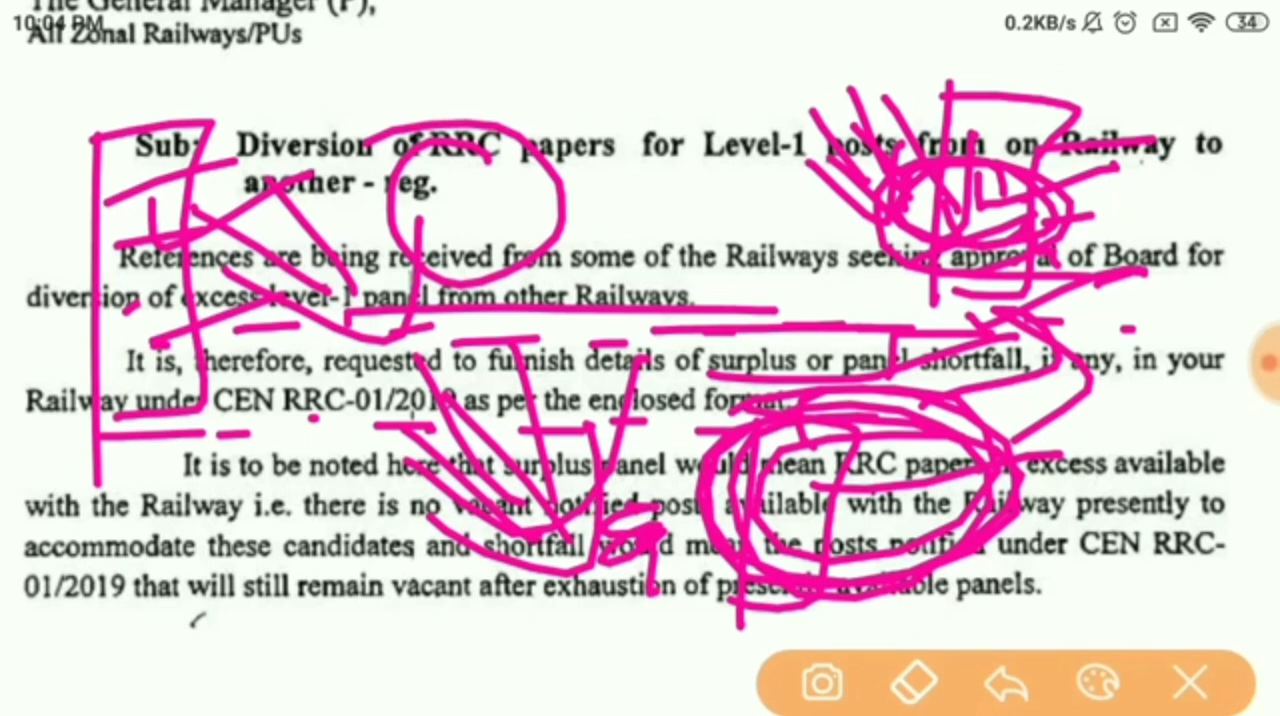 The General Manager (P),
10:04 PM
0.2KB/s
34
All Zonal Railways/PUs
Sub: Diversion of RRC papers for Level-1 posts from on Railway to
another - reg.
References are being received from some of the Railways seeking approval of Board for
diversion of excess level-1 panel from other Railways.
It is, therefore, requested to furnish details of surplus or panel shortfall, if any, in your
Railway under CEN RRC-01/2019 as per the enclosed format.
It is to be noted here that surplus panel would mean RRC papers in excess available
with the Railway i.e. there is no vacant notified posts available with the Railway presently to
accommodate these candidates and shortfall would mean the posts notified under CEN RRC-
01/2019 that will still remain vacant after exhaustion of available panels.